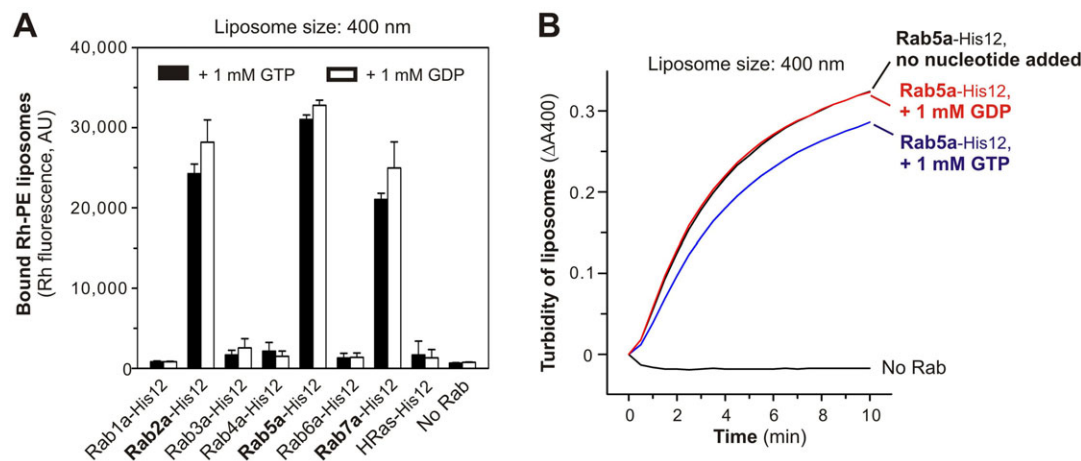 A
Liposome size: 400 nm
Bound Rh-PE liposomes
(Rh fluorescence, AU)
40,000
30,000
20,000
10,000
0
+ 1 mM GTP
+ 1 mM GDP
Rab1a-His12
Rab2a-His12
Rab3a-His12
Rab4a-His12
Rab5a-His12
Rab6a-His12
Rab7a-His12
HRas-His12
No Rab
B
Liposome size: 400 nm
Turbidity of liposomes (ΔA400)
0.3
0.2
0.1
0
0
2
4
6
8
10
Time (min)
Rab5a-His12,
no nucleotide added
Rab5a-His12,
+ 1 mM GDP
Rab5a-His12,
+ 1 mM GTP
No Rab